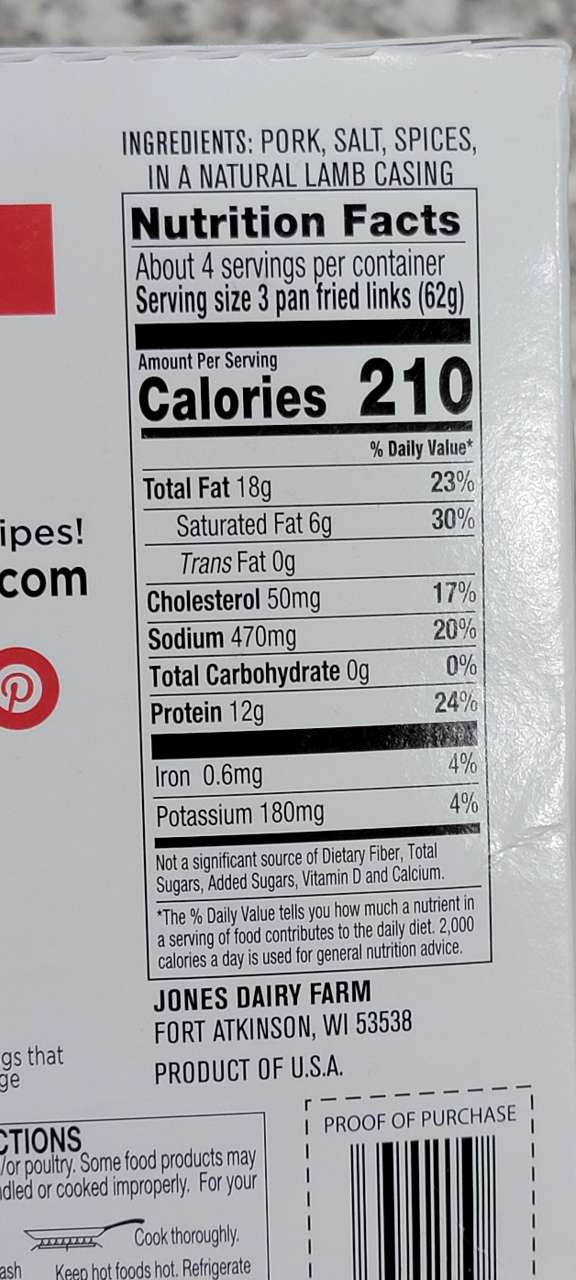 INGREDIENTS: PORK, SALT, SPICES,
IN A NATURAL LAMB CASING
Nutrition Facts
About 4 servings per container
Serving size 3 pan fried links (62g)
Amount Per Serving
Calories 210
% Daily Value*
Total Fat 18g 23%
Saturated Fat 6g 30%
Trans Fat 0g
Cholesterol 50mg 17%
Sodium 470mg 20%
Total Carbohydrate 0g 0%
Protein 12g 24%
Iron 0.6mg 4%
Potassium 180mg 4%
Not a significant source of Dietary Fiber, Total
Sugars, Added Sugars, Vitamin D and Calcium.
*The % Daily Value tells you how much a nutrient in
a serving of food contributes to the daily diet. 2,000
calories a day is used for general nutrition advice.
JONES DAIRY FARM
FORT ATKINSON, WI 53538
PRODUCT OF U.S.A.
PROOF OF PURCHASE
ipes!
com
gs that
ge
CTIONS
/or poultry. Some food products may
ndled or cooked improperly. For your
Cook thoroughly.
ash Keep hot foods hot. Refrigerate